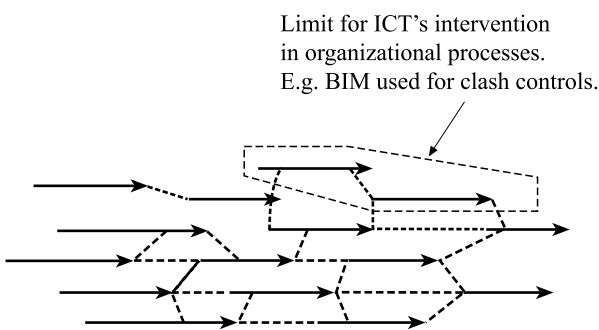 Limit for ICT’s intervention
in organizational processes.
E.g. BIM used for clash controls.